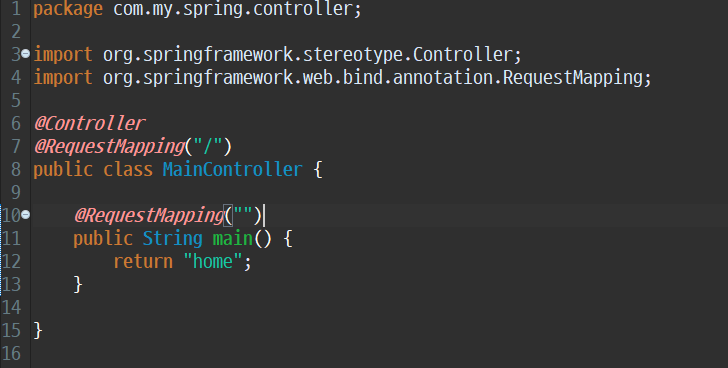 1 package com.my.spring.controller;
2
3 import org.springframework.stereotype.Controller;
4 import org.springframework.web.bind.annotation.RequestMapping;
5
6 @Controller
7 @RequestMapping("/")
8 public class MainController {
9
10     @RequestMapping("")
11     public String main() {
12         return "home";
13     }
14
15 }
16